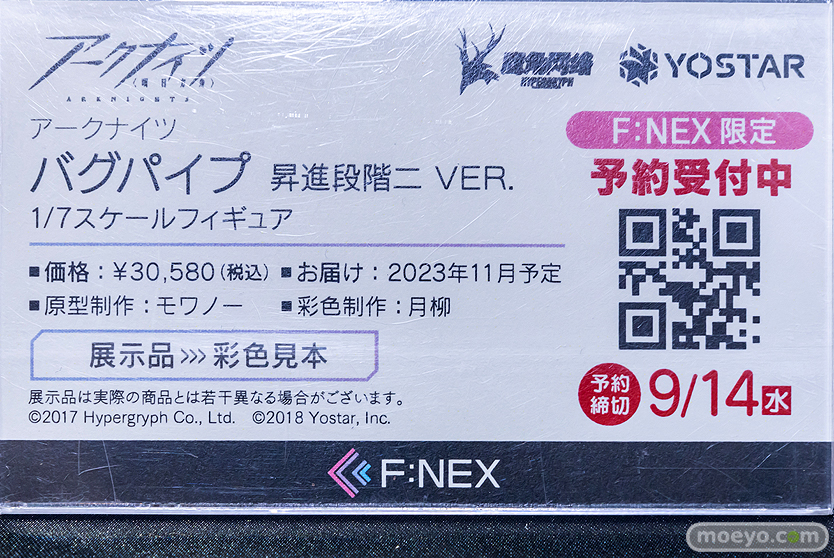 アークナイツ
ARKNIGHTS
HYPERGRYPH
YOSTAR
アークナイツ
バグパイプ 昇進段階二 VER.
1/7スケールフィギュア
F:NEX 限定
予約受付中
■価格：¥30,580(税込) ■お届け：2023年11月予定
■原型制作：モワノー ■彩色制作：月柳
展示品>>>彩色見本
予約締切 9/14 水
展示品は実際の商品とは若干異なる場合がございます。
©2017 Hypergryph Co., Ltd. ©2018 Yostar, Inc.
F:NEX
moeyo.com